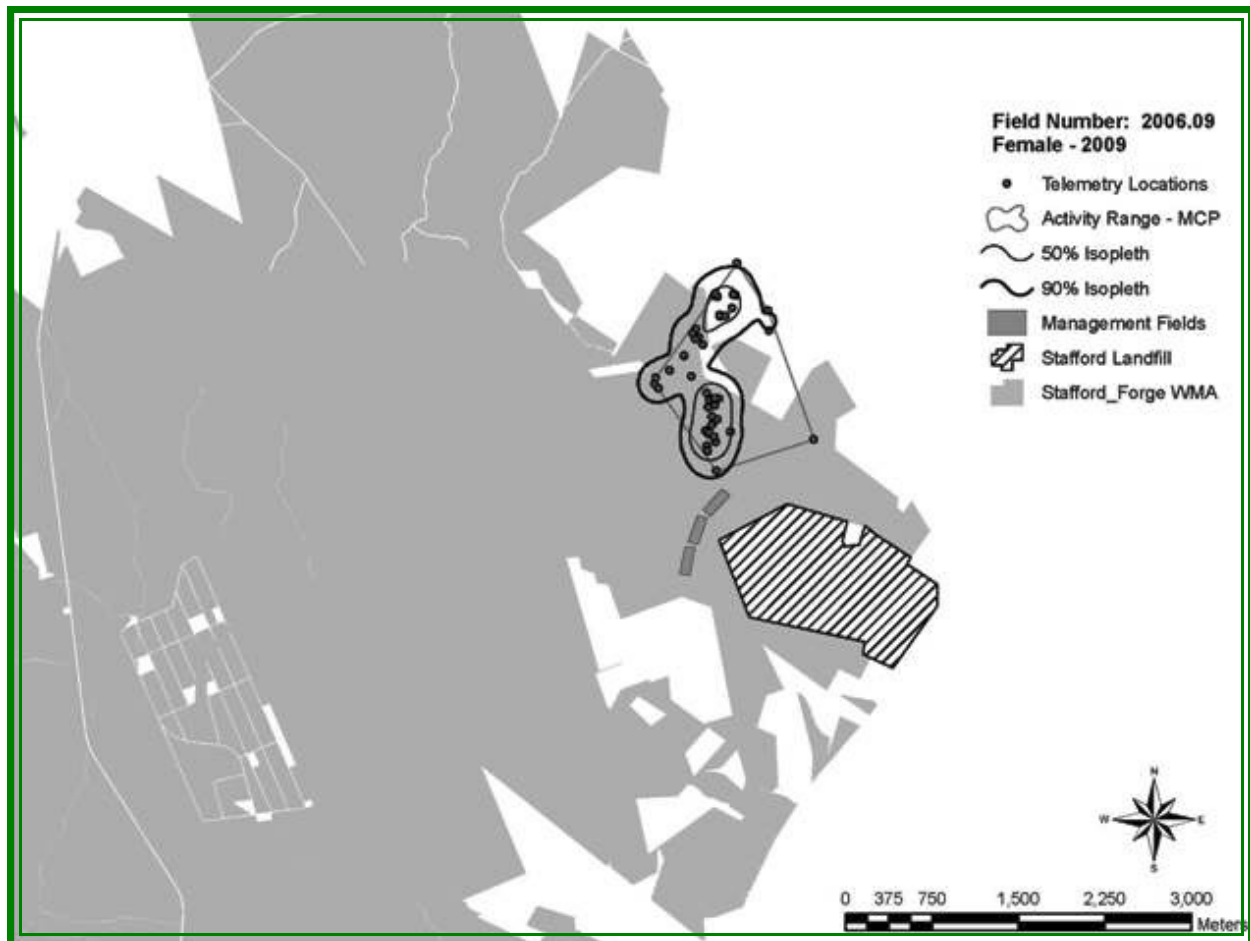 Field Number: 2006.09
Female - 2009
Telemetry Locations
Activity Range - MCP
50% Isopleth
90% Isopleth
Management Fields
Stafford Landfill
Stafford_Forge WMA
N
W E
S
0 375 750 1,500 2,250 3,000
Meters